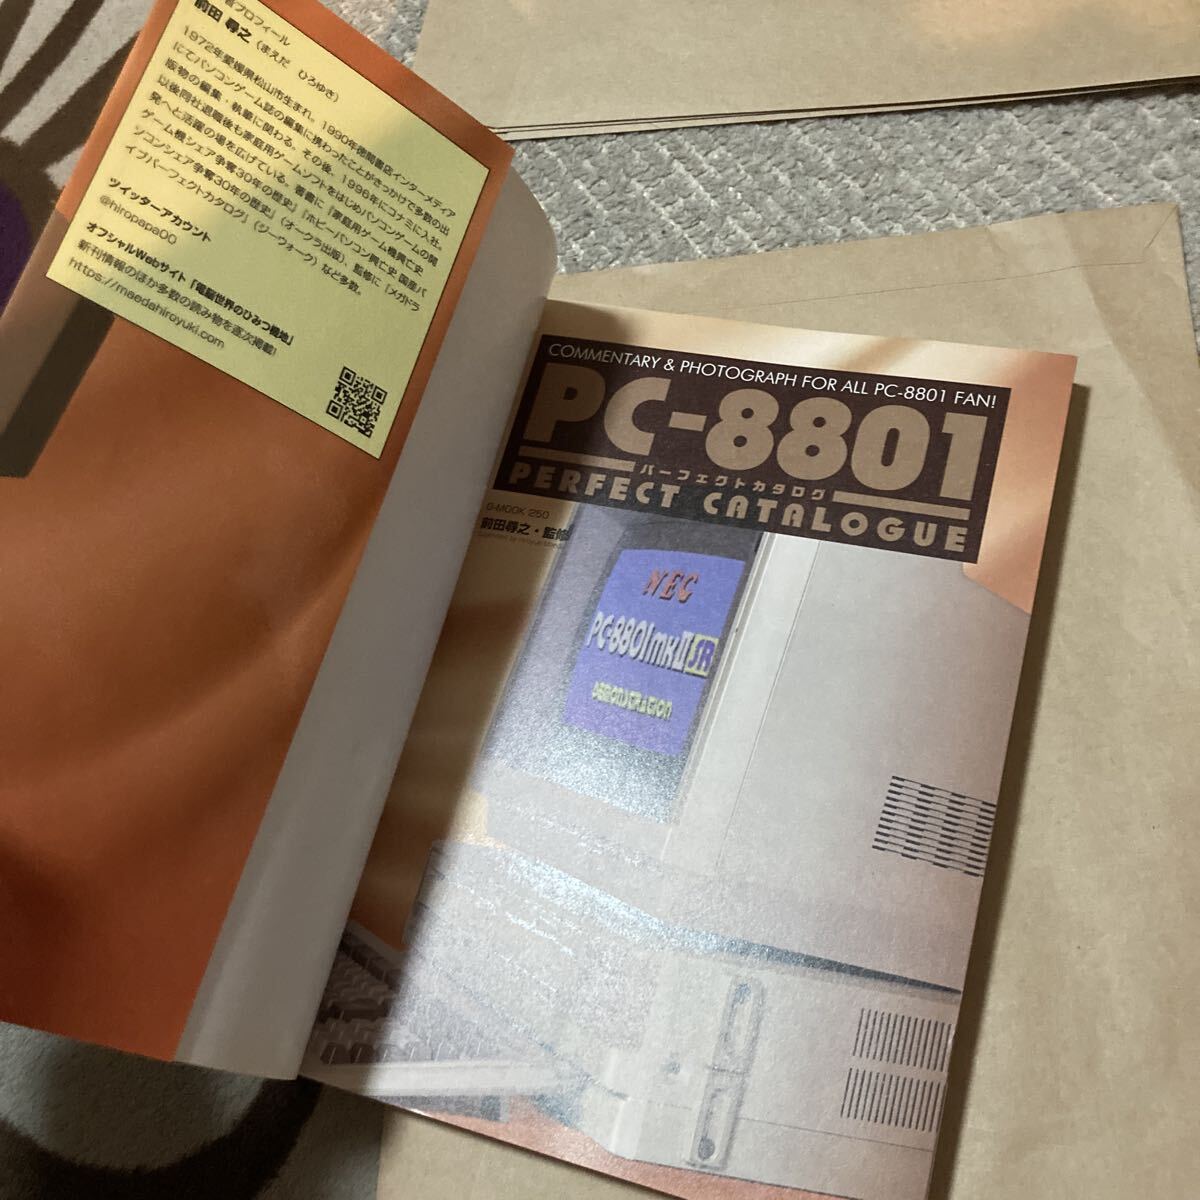 著者プロフィール
前田 尋之（まえだ ひろゆき）
1972年愛媛県松山市生まれ。1990年徳間書店インターメディア
にてパソコンゲーム誌の編集に携わったことがきっかけで多数の出
版物の編集・執筆に関わる。その後、1996年にコナミに入社。
以後同社退職後も家庭用ゲームソフトをはじめパソコンゲームの開
発へと活躍の場を広げている。著書に『家庭用ゲーム機興亡史
ゲーム機シェア争奪30年の歴史』『ホビーパソコン興亡史 国産パ
ソコンシェア争奪30年の歴史』（オークラ出版）、監修に『メガドラ
イブパーフェクトカタログ』（ジーウォーク）など多数。
ツイッターアカウント
@hiropapa00
オフシャルWebサイト「電脳世界のひみつ基地」
新刊情報のほか多数の読み物を逐次掲載!
https://maedahiroyuki.com
COMMENTARY & PHOTOGRAPH FOR ALL PC-8801 FAN!
PC-8801
パーフェクトカタログ
PERFECT CATALOGUE
G-MOOK 250
前田尋之・監修
NEC
PC-8801mkII SR
DEMONSTRATION